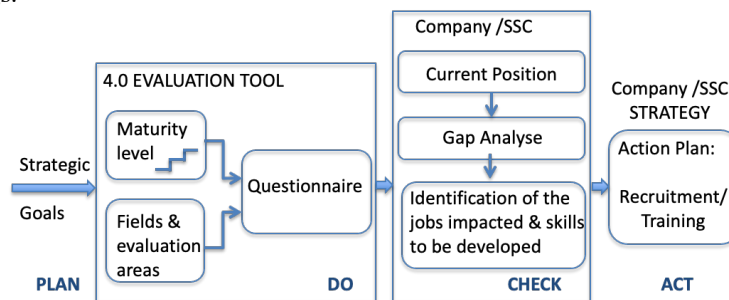 s.
Strategic
Goals
PLAN
4.0 EVALUATION TOOL
Maturity
level
Fields &
evaluation
areas
Questionnaire
DO
Company /SSC
Current Position
Gap Analyse
Identification of the
jobs impacted & skills
to be developed
CHECK
Company /SSC
STRATEGY
Action Plan:
Recruitment/
Training
ACT